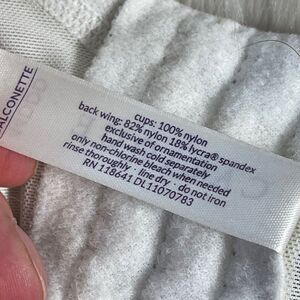 BALCONETTE
cups: 100% nylon
back wing: 82% nylon 18% lycra® spandex
exclusive of ornamentation
hand wash cold separately
only non-chlorine bleach when needed
rinse thoroughly · line dry · do not iron
RN 118641 DL11070783